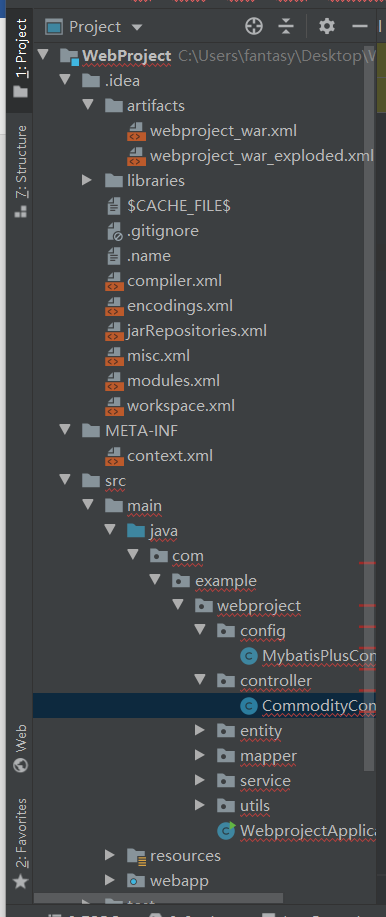 Project
WebProject C:\Users\fantasy\Desktop\
.idea
artifacts
webproject_war.xml
webproject_war_exploded.xml
libraries
$CACHE_FILE$
.gitignore
.name
compiler.xml
encodings.xml
jarRepositories.xml
misc.xml
modules.xml
workspace.xml
META-INF
context.xml
src
main
java
com
example
webproject
config
MybatisPlusCon
controller
CommodityCon
entity
mapper
service
utils
WebprojectApplica
resources
webapp
test
1: Project
7: Structure
Web
2: Favorites